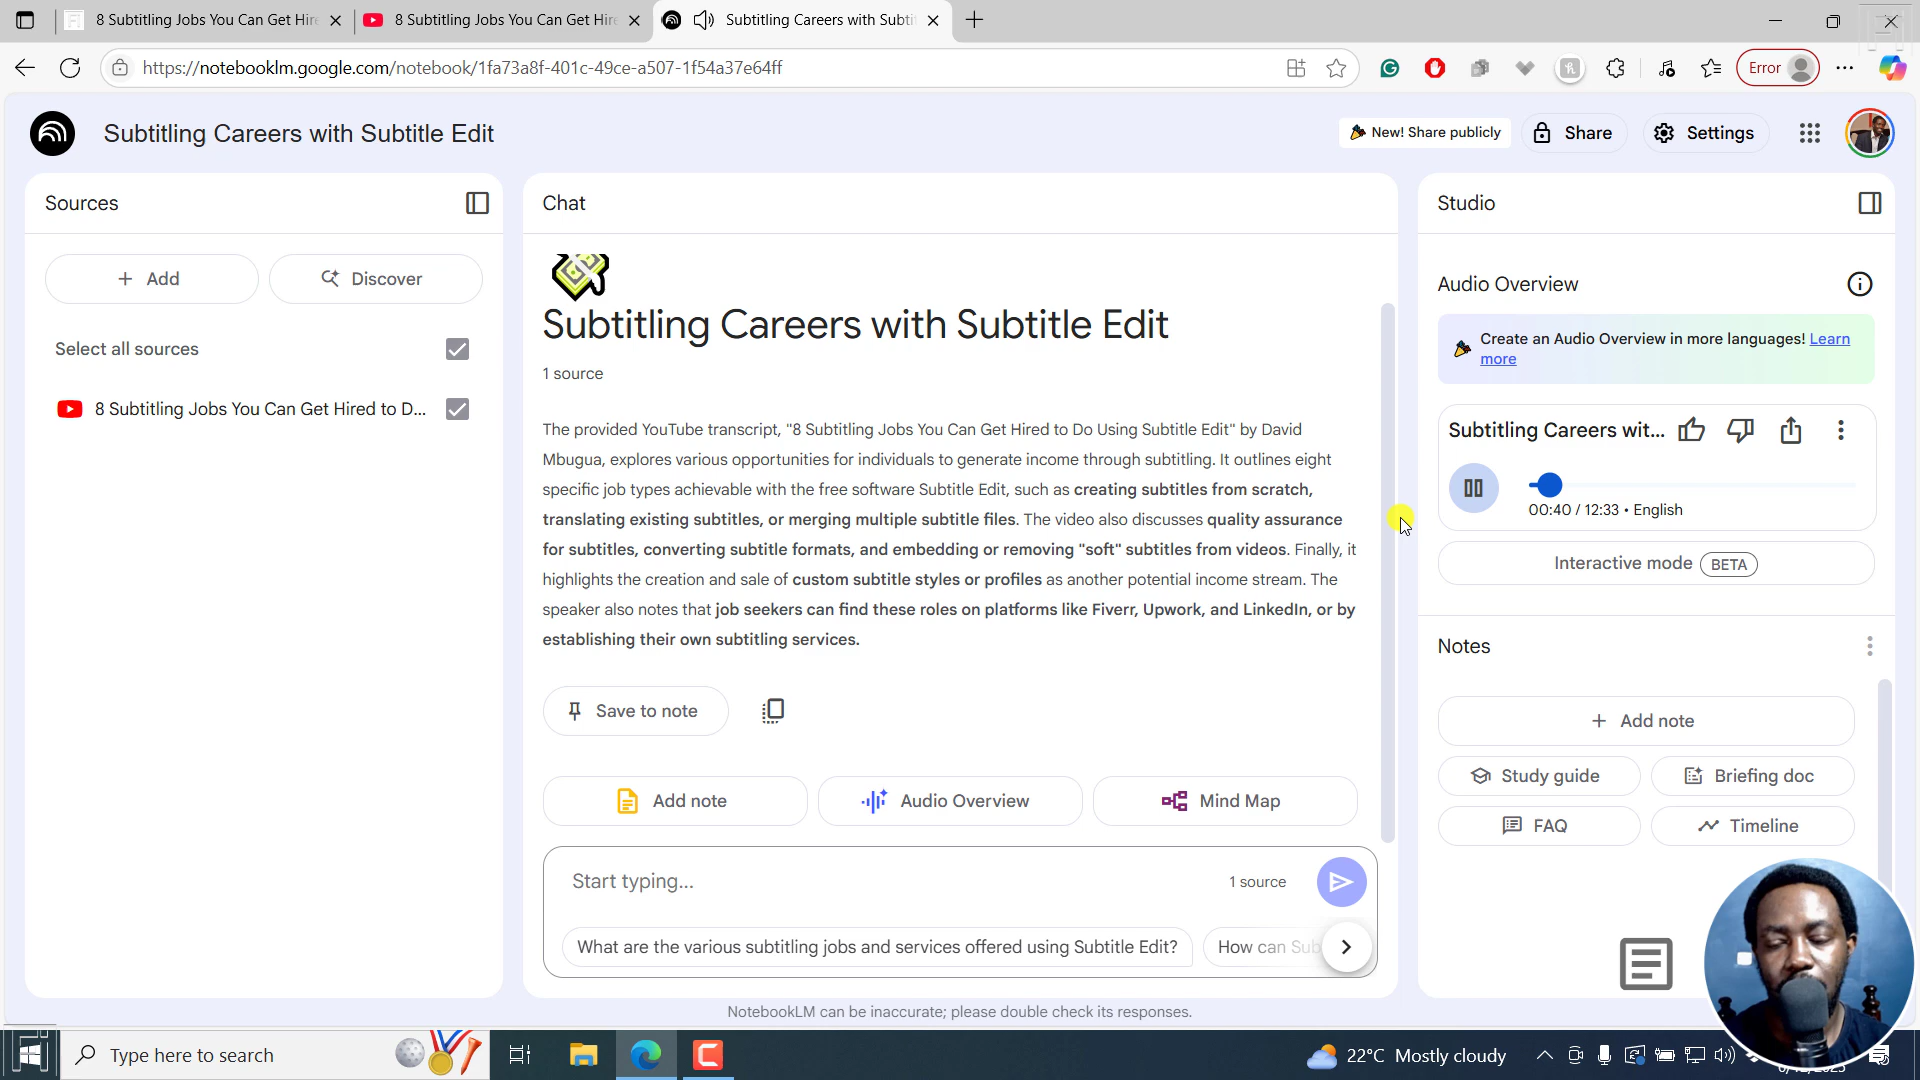 8 Subtitling Jobs You Can Get Hire
8 Subtitling Jobs You Can Get Hire
Subtitling Careers with Subti
https://notebooklm.google.com/notebook/1fa73a8f-401c-49ce-a507-1f54a37e64ff
Error
Subtitling Careers with Subtitle Edit
New! Share publicly
Share
Settings
Sources
Add
Discover
Select all sources
8 Subtitling Jobs You Can Get Hired to D...
Chat
Subtitling Careers with Subtitle Edit
1 source
The provided YouTube transcript, "8 Subtitling Jobs You Can Get Hired to Do Using Subtitle Edit" by David
Mbugua, explores various opportunities for individuals to generate income through subtitling. It outlines eight
specific job types achievable with the free software Subtitle Edit, such as creating subtitles from scratch,
translating existing subtitles, or merging multiple subtitle files. The video also discusses quality assurance
for subtitles, converting subtitle formats, and embedding or removing "soft" subtitles from videos. Finally, it
highlights the creation and sale of custom subtitle styles or profiles as another potential income stream. The
speaker also notes that job seekers can find these roles on platforms like Fiverr, Upwork, and LinkedIn, or by
establishing their own subtitling services.
Save to note
Add note
Audio Overview
Mind Map
Start typing...
1 source
What are the various subtitling jobs and services offered using Subtitle Edit?
How can Sub
NotebookLM can be inaccurate; please double check its responses.
Studio
Audio Overview
Create an Audio Overview in more languages! Learn
more
Subtitling Careers wit...
00:40 / 12:33 • English
Interactive mode BETA
Notes
Add note
Study guide
Briefing doc
FAQ
Timeline
Type here to search
22°C Mostly cloudy